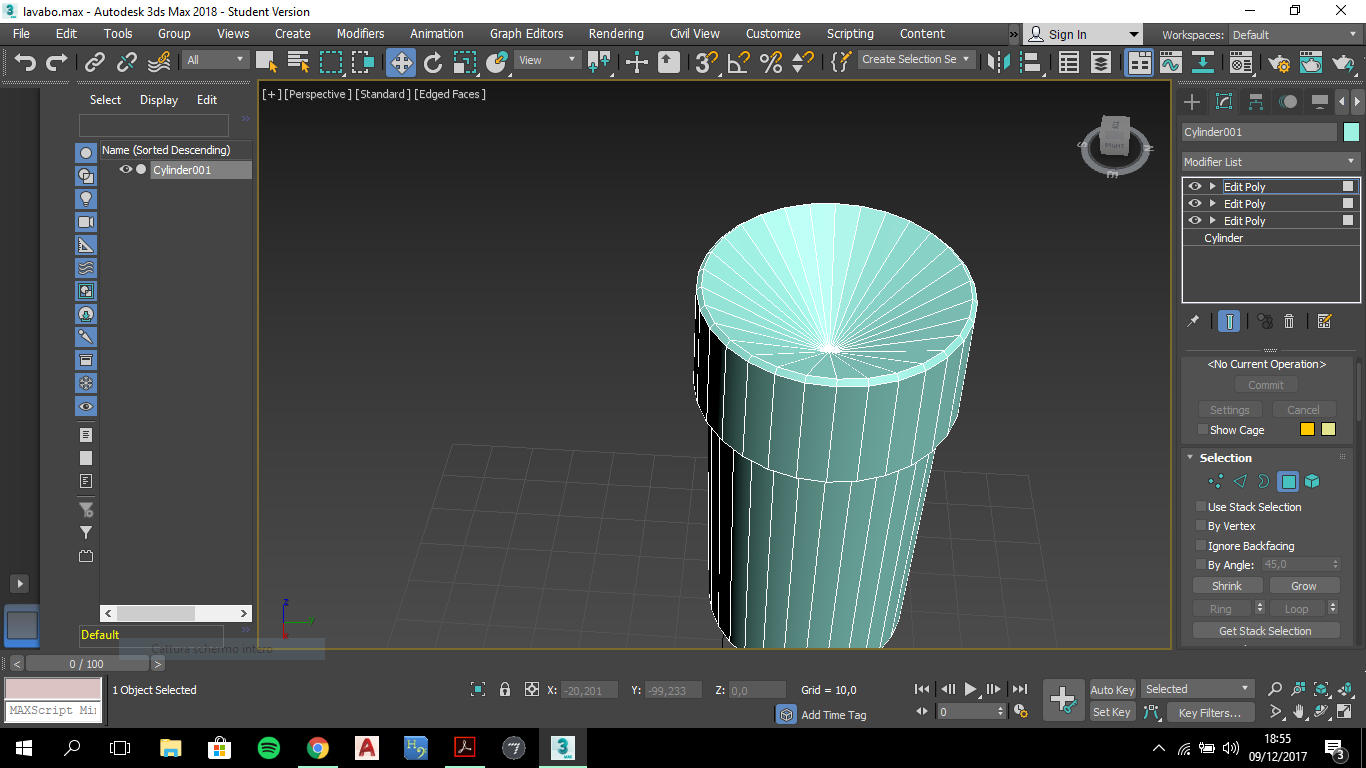 lavabo.max - Autodesk 3ds Max 2018 - Student Version
File Edit Tools Group Views Create Modifiers Animation Graph Editors Rendering Civil View Customize Scripting Content » Sign In Workspaces: Default
All View Create Selection Se
Select Display Edit
[+] [Perspective] [Standard] [Edged Faces]
Name (Sorted Descending)
Cylinder001
Cylinder001
Modifier List
Edit Poly
Edit Poly
Edit Poly
Cylinder
<No Current Operation>
Commit
Settings Cancel
Show Cage
Selection
Use Stack Selection
By Vertex
Ignore Backfacing
By Angle: 45,0
Shrink Grow
Ring Loop
Get Stack Selection
z
y
x
Default
Cattura schermo intero
< 0 / 100 >
1 Object Selected
X: -20,201 Y: -99,233 Z: 0,0 Grid = 10,0
Add Time Tag
MAXScript Mi
0
Auto Key Selected
Set Key Key Filters...
18:55
09/12/2017
3